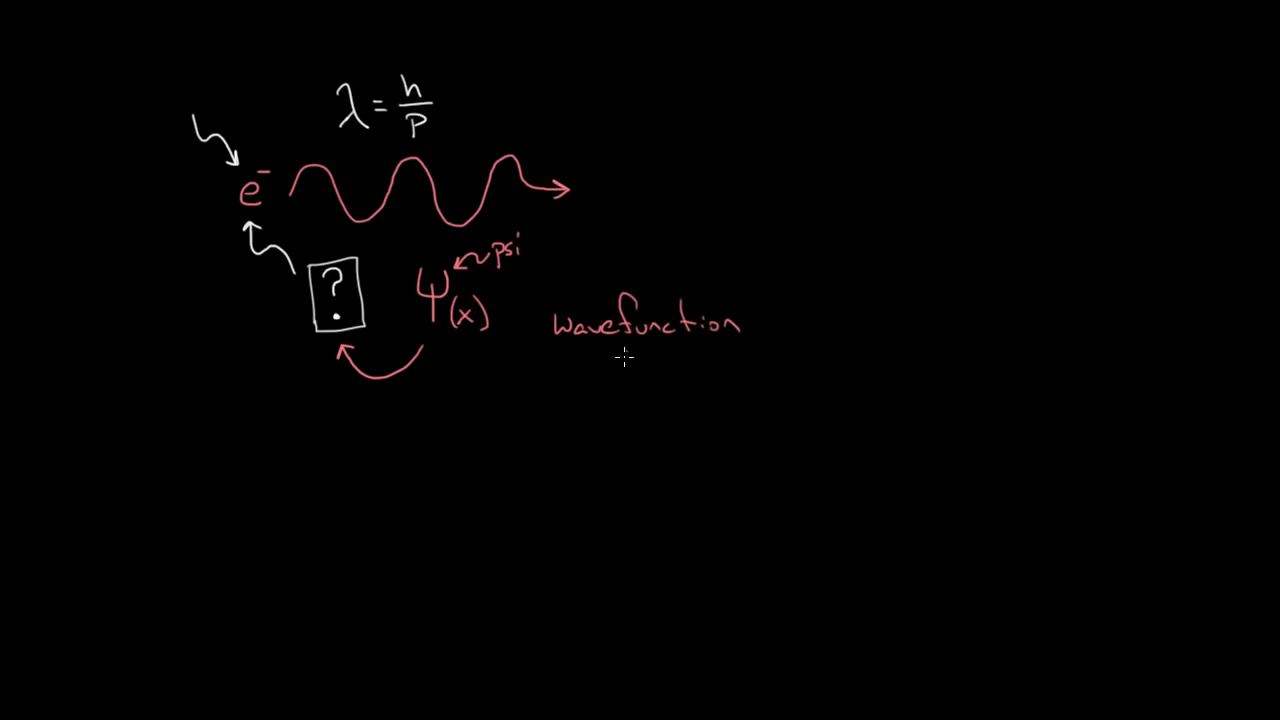 λ = h/p
e⁻
psi
?
ψ(x)
wavefunction